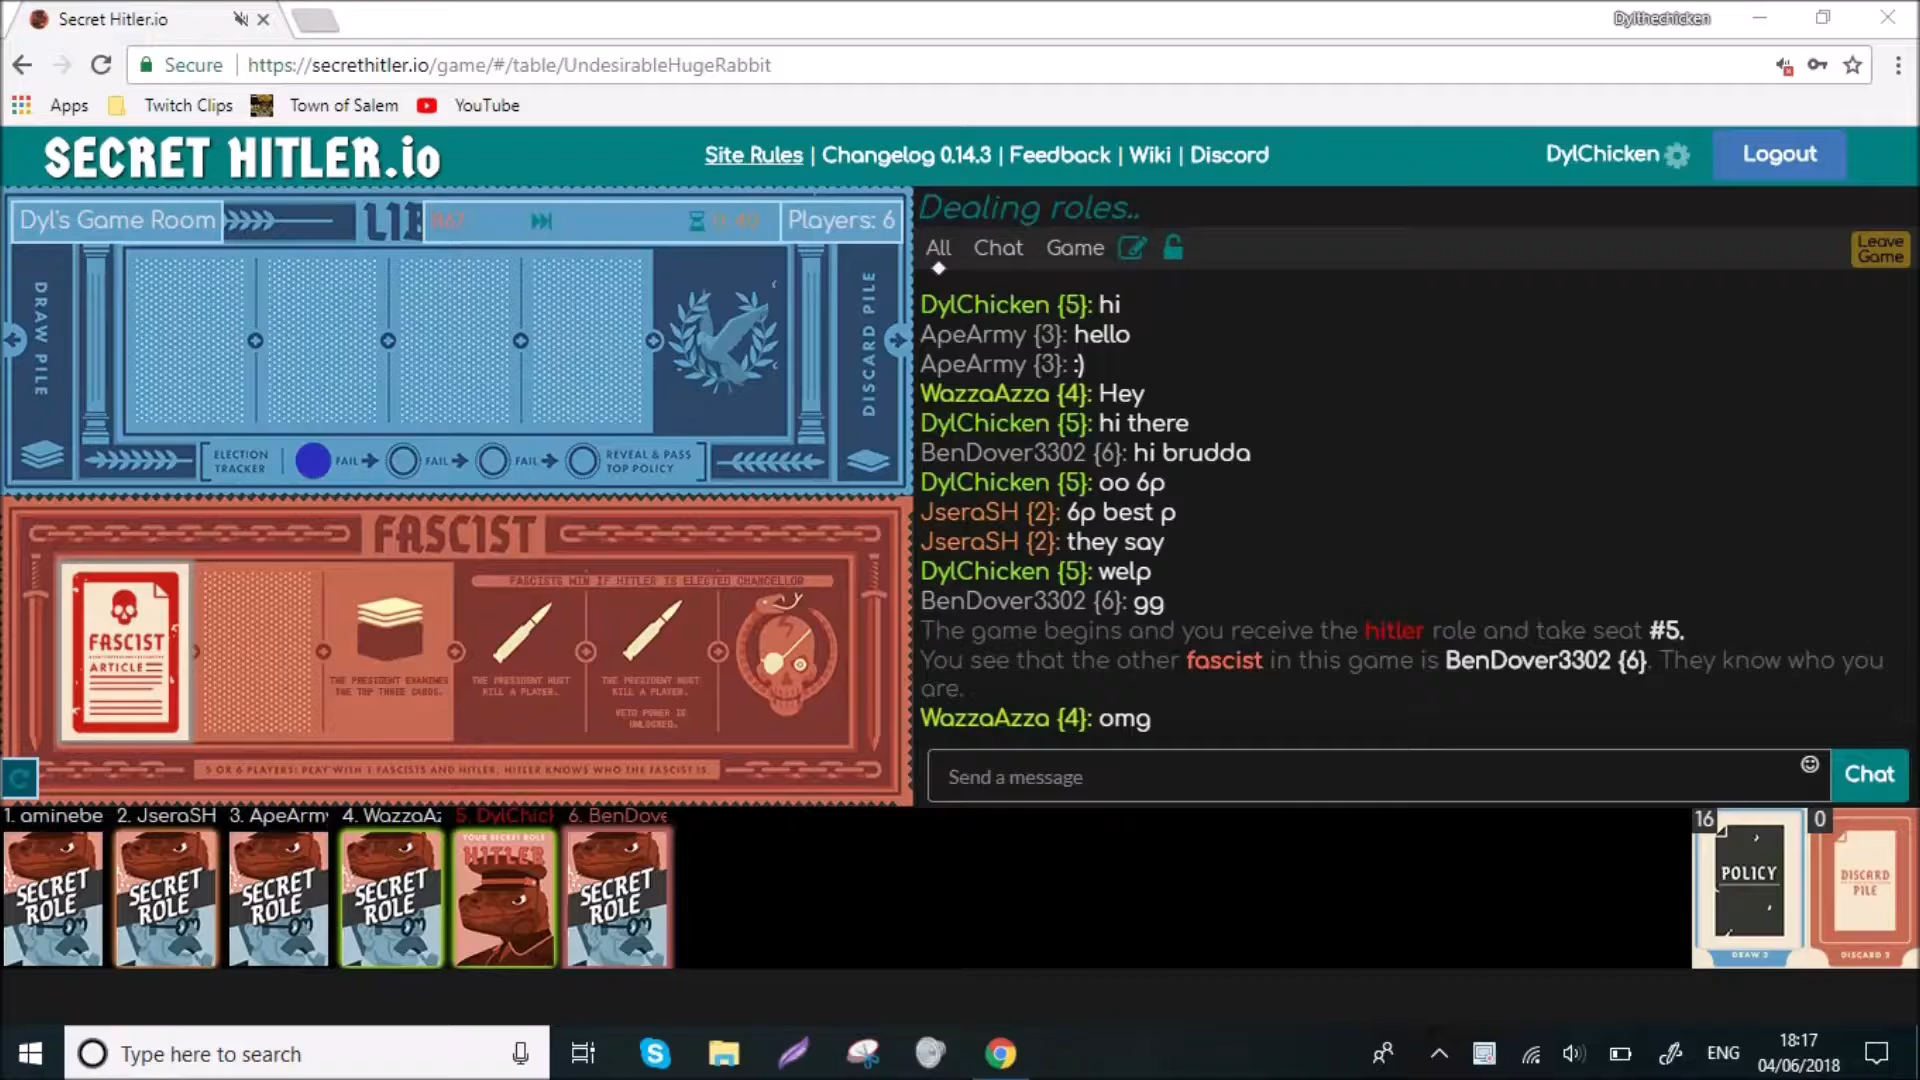 Secret Hitler.io
Dylthechicken
Secure
https://secrethitler.io/game/#/table/UndesirableHugeRabbit
Apps
Twitch Clips
Town of Salem
YouTube
SECRET HITLER.io
Site Rules | Changelog 0.14.3 | Feedback | Wiki | Discord
DylChicken
Logout
Dyl's Game Room
LIB
Players: 6
DRAW PILE
DISCARD PILE
ELECTION TRACKER
FAIL
FAIL
FAIL
REVEAL & PASS TOP POLICY
FASCIST
FASCIST
ARTICLE
FASCISTS WIN IF HITLER IS ELECTED CHANCELLOR
THE PRESIDENT EXAMINES THE TOP THREE CARDS.
THE PRESIDENT MUST KILL A PLAYER.
THE PRESIDENT MUST KILL A PLAYER.
VETO POWER IS UNLOCKED.
5 OR 6 PLAYERS: PLAY WITH 1 FASCISTS AND HITLER. HITLER KNOWS WHO THE FASCIST IS.
Dealing roles..
All
Chat
Game
Leave Game
DylChicken {5}: hi
ApeArmy {3}: hello
ApeArmy {3}: :)
WazzaAzza {4}: Hey
DylChicken {5}: hi there
BenDover3302 {6}: hi brudda
DylChicken {5}: oo 6p
JseraSH {2}: 6p best p
JseraSH {2}: they say
DylChicken {5}: welp
BenDover3302 {6}: gg
The game begins and you receive the hitler role and take seat #5.
You see that the other fascist in this game is BenDover3302 {6}. They know who you
are.
WazzaAzza {4}: omg
Send a message
Chat
1. aminebe
2. JseraSH
3. ApeArmy
4. WazzaAz
5. DylChick
6. BenDove
SECRET ROLE
SECRET ROLE
SECRET ROLE
SECRET ROLE
YOUR SECRET ROLE
HITLER
SECRET ROLE
16
POLICY
DRAW 3
0
DISCARD PILE
DISCARD 2
Type here to search
ENG
18:17
04/06/2018